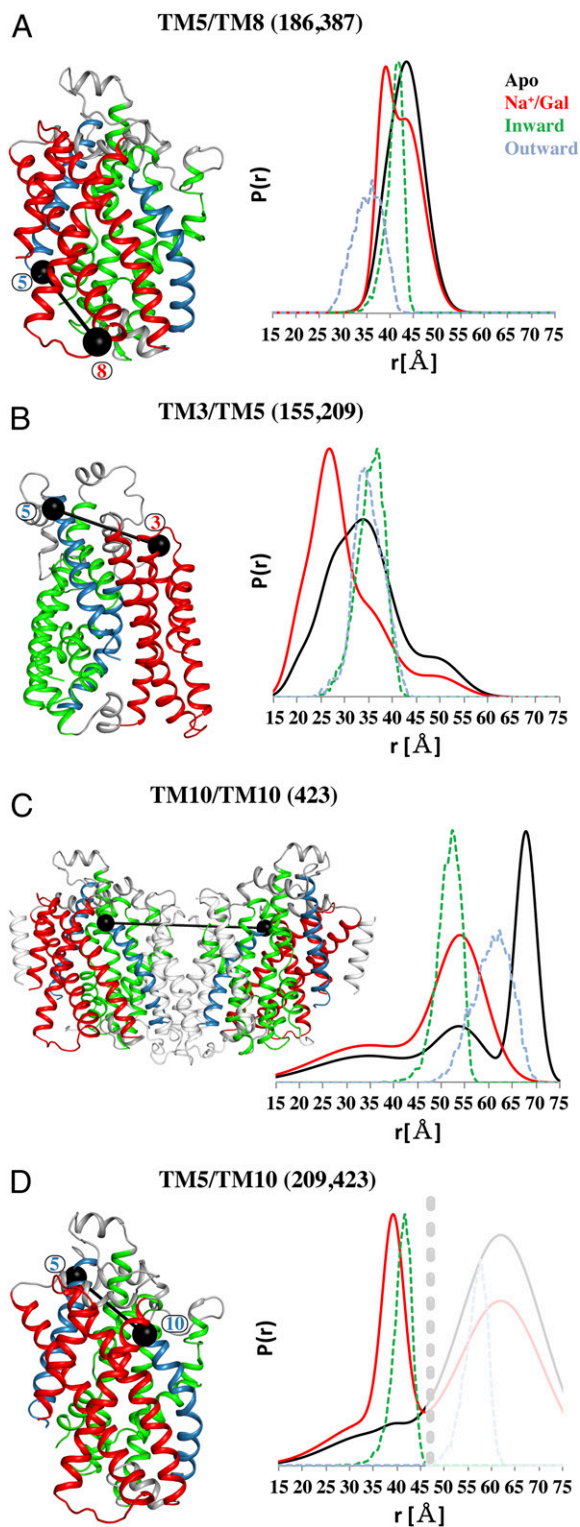 A
TM5/TM8 (186,387)
5
8
P(r)
Apo
Na⁺/Gal
Inward
Outward
15 20 25 30 35 40 45 50 55 60 65 70 75
r[Å]
B
TM3/TM5 (155,209)
5
3
P(r)
15 20 25 30 35 40 45 50 55 60 65 70 75
r [Å]
C
TM10/TM10 (423)
15 20 25 30 35 40 45 50 55 60 65 70 75
r[Å]
D
TM5/TM10 (209,423)
5
10
P(r)
15 20 25 30 35 40 45 50 55 60 65 70 75
r [Å]